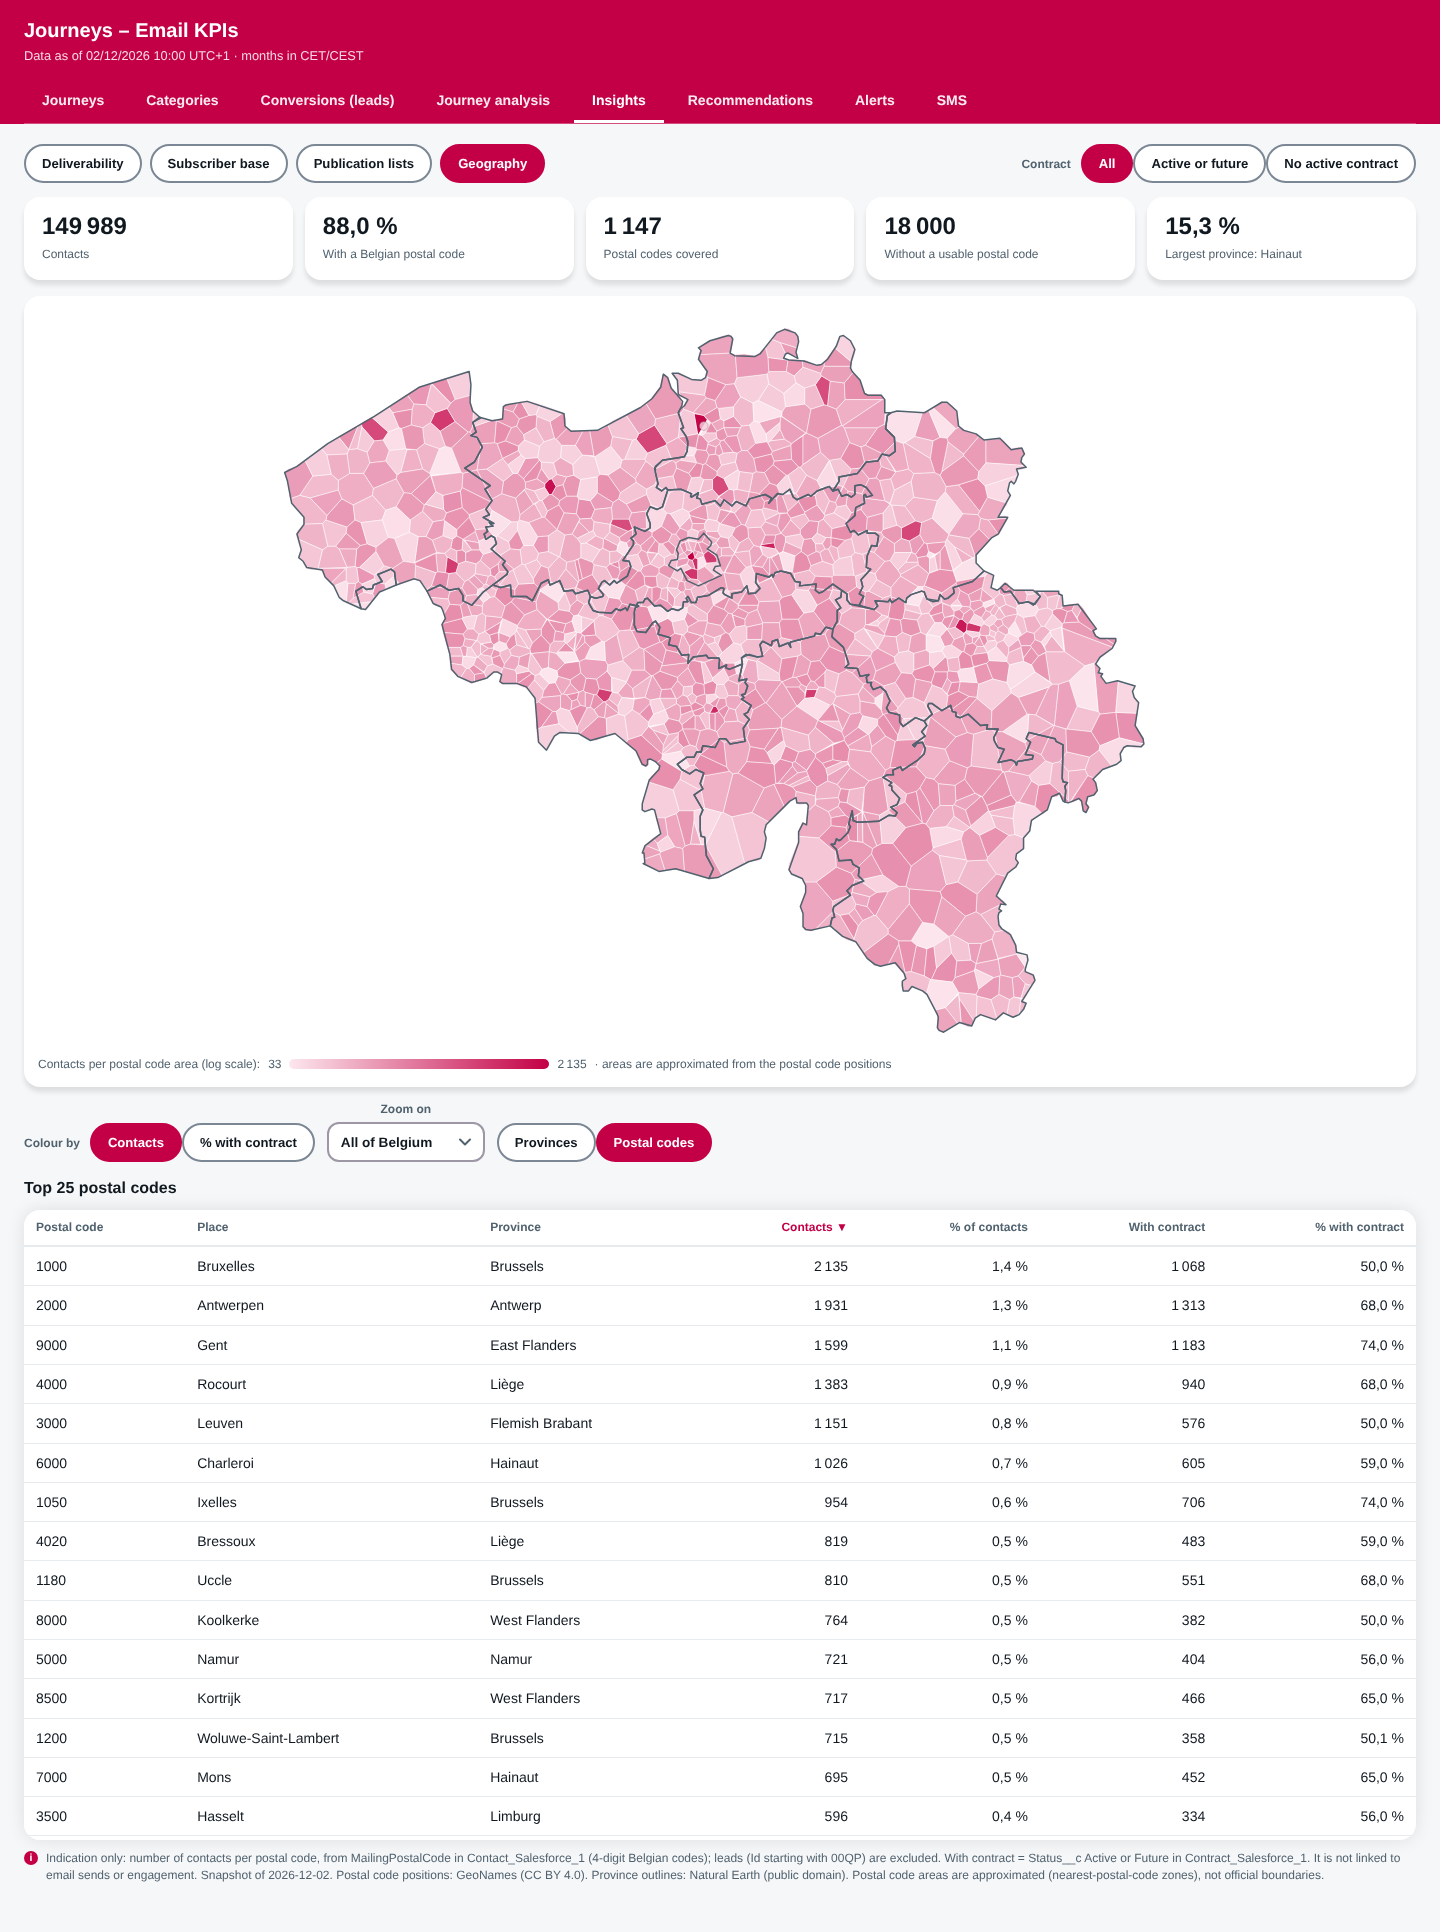 Journeys – Email KPIs
Data as of 02/12/2026 10:00 UTC+1 · months in CET/CEST
Journeys Categories Conversions (leads) Journey analysis Insights Recommendations Alerts SMS
Deliverability Subscriber base Publication lists Geography Contract All Active or future No active contract
149 989 88,0 % 1 147 18 000 15,3 %
Contacts With a Belgian postal code Postal codes covered Without a usable postal code Largest province: Hainaut
Contacts per postal code area (log scale): 33 2 135 · areas are approximated from the postal code positions
Zoom on
Colour by Contacts % with contract All of Belgium Provinces Postal codes
Top 25 postal codes
Postal code Place Province Contacts ▼ % of contacts With contract % with contract
1000 Bruxelles Brussels 2 135 1,4 % 1 068 50,0 %
2000 Antwerpen Antwerp 1 931 1,3 % 1 313 68,0 %
9000 Gent East Flanders 1 599 1,1 % 1 183 74,0 %
4000 Rocourt Liège 1 383 0,9 % 940 68,0 %
3000 Leuven Flemish Brabant 1 151 0,8 % 576 50,0 %
6000 Charleroi Hainaut 1 026 0,7 % 605 59,0 %
1050 Ixelles Brussels 954 0,6 % 706 74,0 %
4020 Bressoux Liège 819 0,5 % 483 59,0 %
1180 Uccle Brussels 810 0,5 % 551 68,0 %
8000 Koolkerke West Flanders 764 0,5 % 382 50,0 %
5000 Namur Namur 721 0,5 % 404 56,0 %
8500 Kortrijk West Flanders 717 0,5 % 466 65,0 %
1200 Woluwe-Saint-Lambert Brussels 715 0,5 % 358 50,1 %
7000 Mons Hainaut 695 0,5 % 452 65,0 %
3500 Hasselt Limburg 596 0,4 % 334 56,0 %
i Indication only: number of contacts per postal code, from MailingPostalCode in Contact_Salesforce_1 (4-digit Belgian codes); leads (Id starting with 00QP) are excluded. With contract = Status__c Active or Future in Contract_Salesforce_1. It is not linked to
email sends or engagement. Snapshot of 2026-12-02. Postal code positions: GeoNames (CC BY 4.0). Province outlines: Natural Earth (public domain). Postal code areas are approximated (nearest-postal-code zones), not official boundaries.